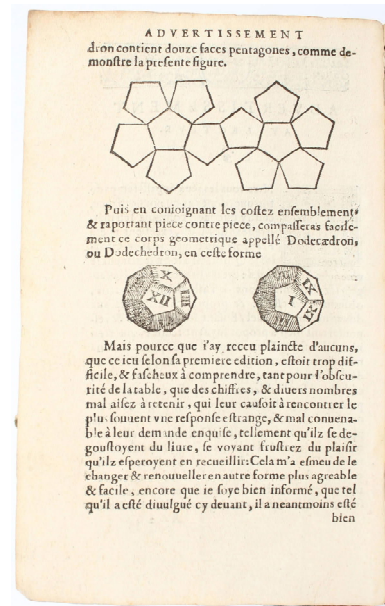 ADVERTISSEMENT
dron contient douze faces pentagones, comme de-
monſtre la preſente figure.
Puis en conioignant les coſtez enſemblement
& raportant piece contre piece, compaſſeras facile-
ment ce corps geometrique appellé Dodecædron,
ou Dodechedron, en ceſte forme
X
XII
IIII
IX
I
XI
Mais pource que i'ay receu plaincte d'aucuns,
que ce ieu ſelon ſa premiere edition, eſtoit trop dif-
ficile, & faſcheux à comprendre, tant pour l'obſcu-
rité de la table, que des chiffres, & diuers nombres
mal aiſez à retenir, qui leur cauſoit à rencontrer le
plus ſouuent vne reſponſe eſtrange, & mal conuena-
ble à leur demande enquiſe, tellement qu'ilz ſe de-
gouſtoyent du liure, ſe voyant fruſtrez du plaiſir
qu'ilz eſperoyent en recueillir: Cela m'a eſmeu de le
changer & renouueller en autre forme plus agreable
& facile, encore que ie ſoye bien informé, que tel
qu'il a eſté diuulgué cy deuant, il a neantmoins eſté
bien